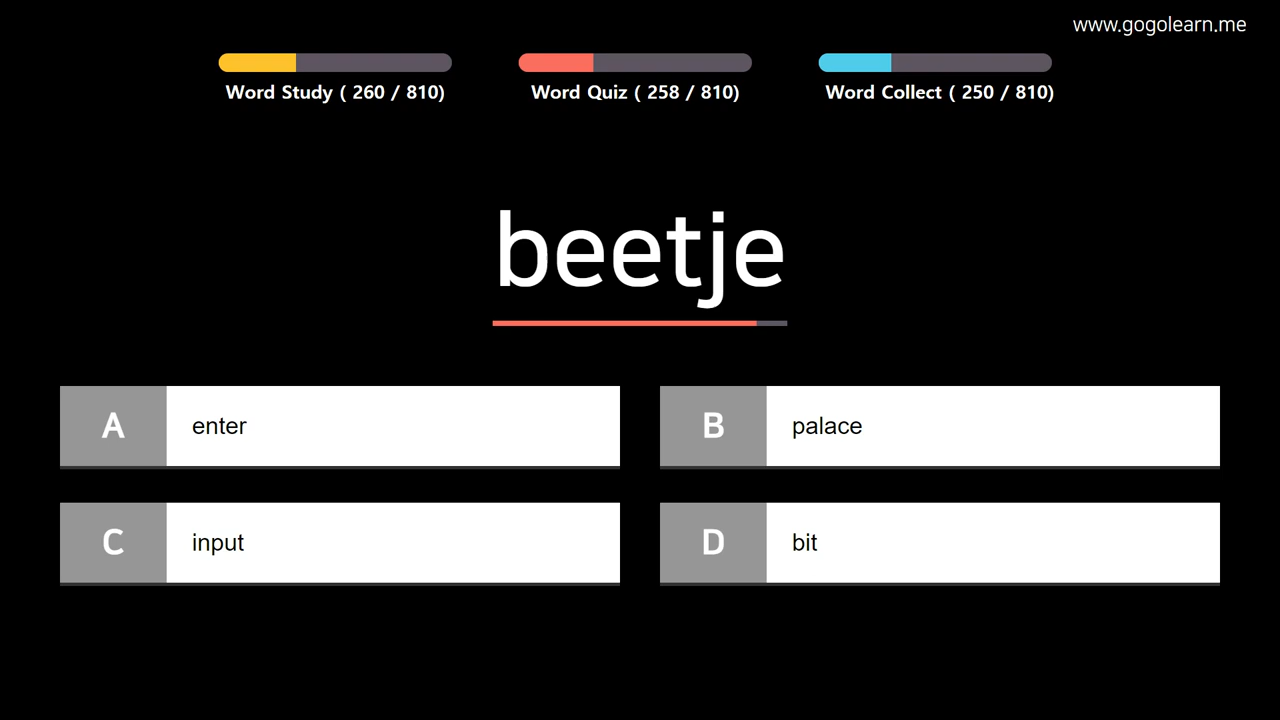 www.gogolearn.me
Word Study ( 260 / 810)
Word Quiz ( 258 / 810)
Word Collect ( 250 / 810)
beetje
A enter
B palace
C input
D bit